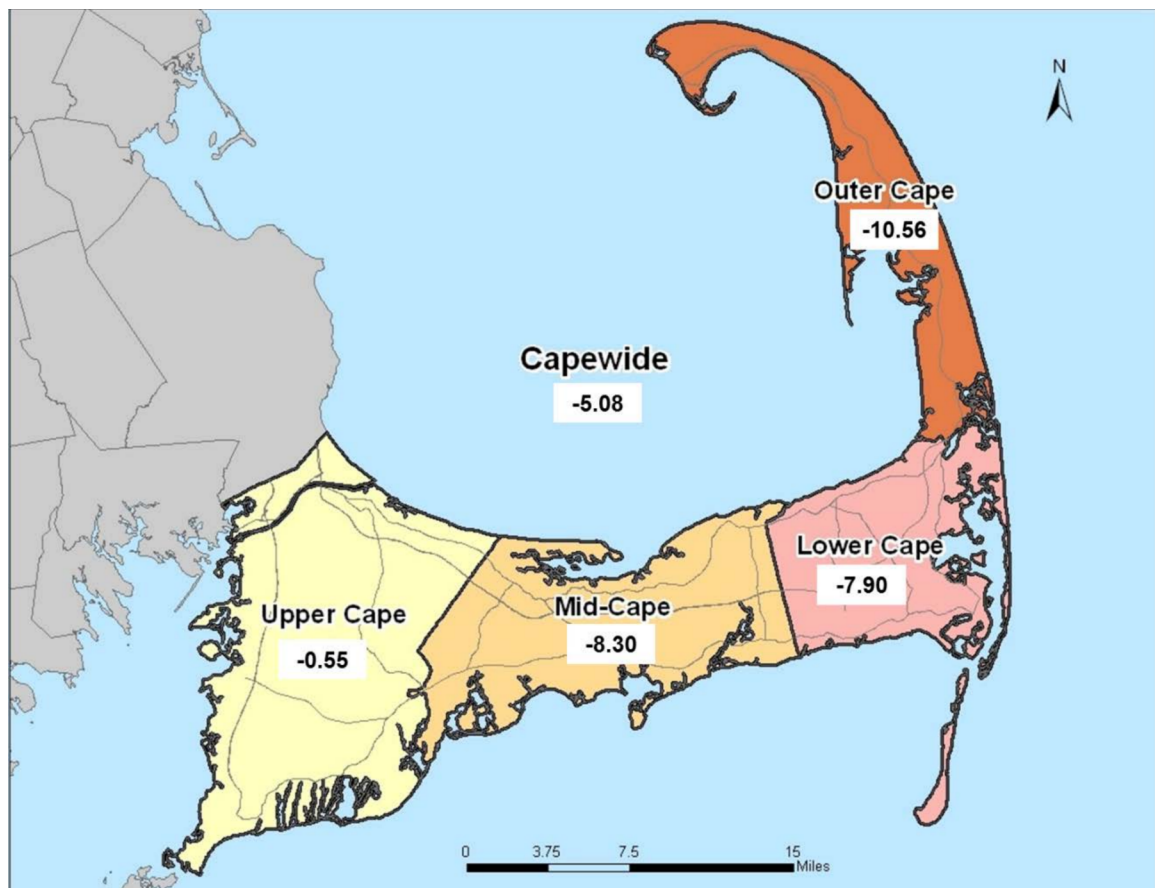 N
Outer Cape
-10.56
Capewide
-5.08
Lower Cape
-7.90
Mid-Cape
-8.30
Upper Cape
-0.55
0 3.75 7.5 15
Miles